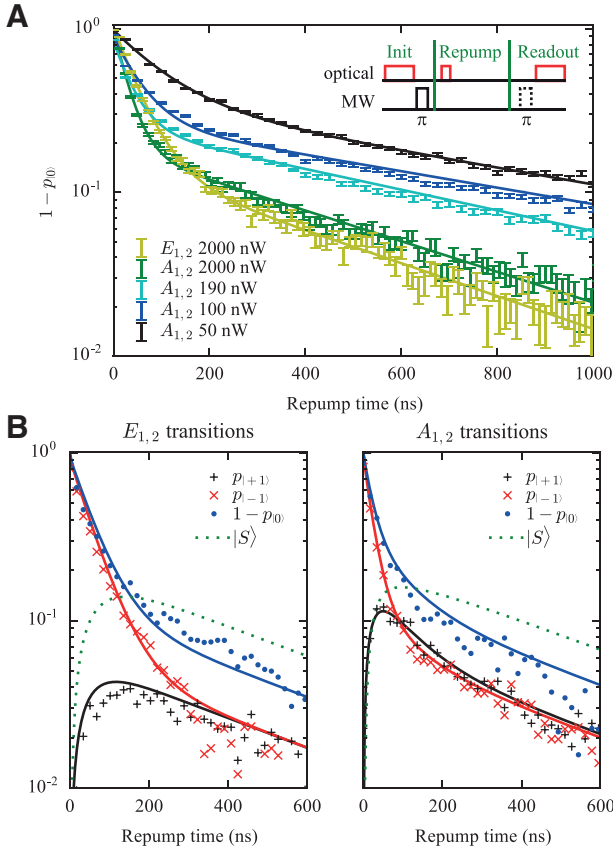 A
10⁰
10⁻¹
10⁻²
1 − p|0⟩
Init Repump Readout
optical
MW
π π
E₁,₂ 2000 nW
A₁,₂ 2000 nW
A₁,₂ 190 nW
A₁,₂ 100 nW
A₁,₂ 50 nW
0 200 400 600 800 1000
Repump time (ns)
B
E₁,₂ transitions A₁,₂ transitions
10⁰
10⁻¹
10⁻²
p|+1⟩
p|−1⟩
1 − p|0⟩
|S⟩
p|+1⟩
p|−1⟩
1 − p|0⟩
|S⟩
0 200 400 600 0 200 400 600
Repump time (ns) Repump time (ns)